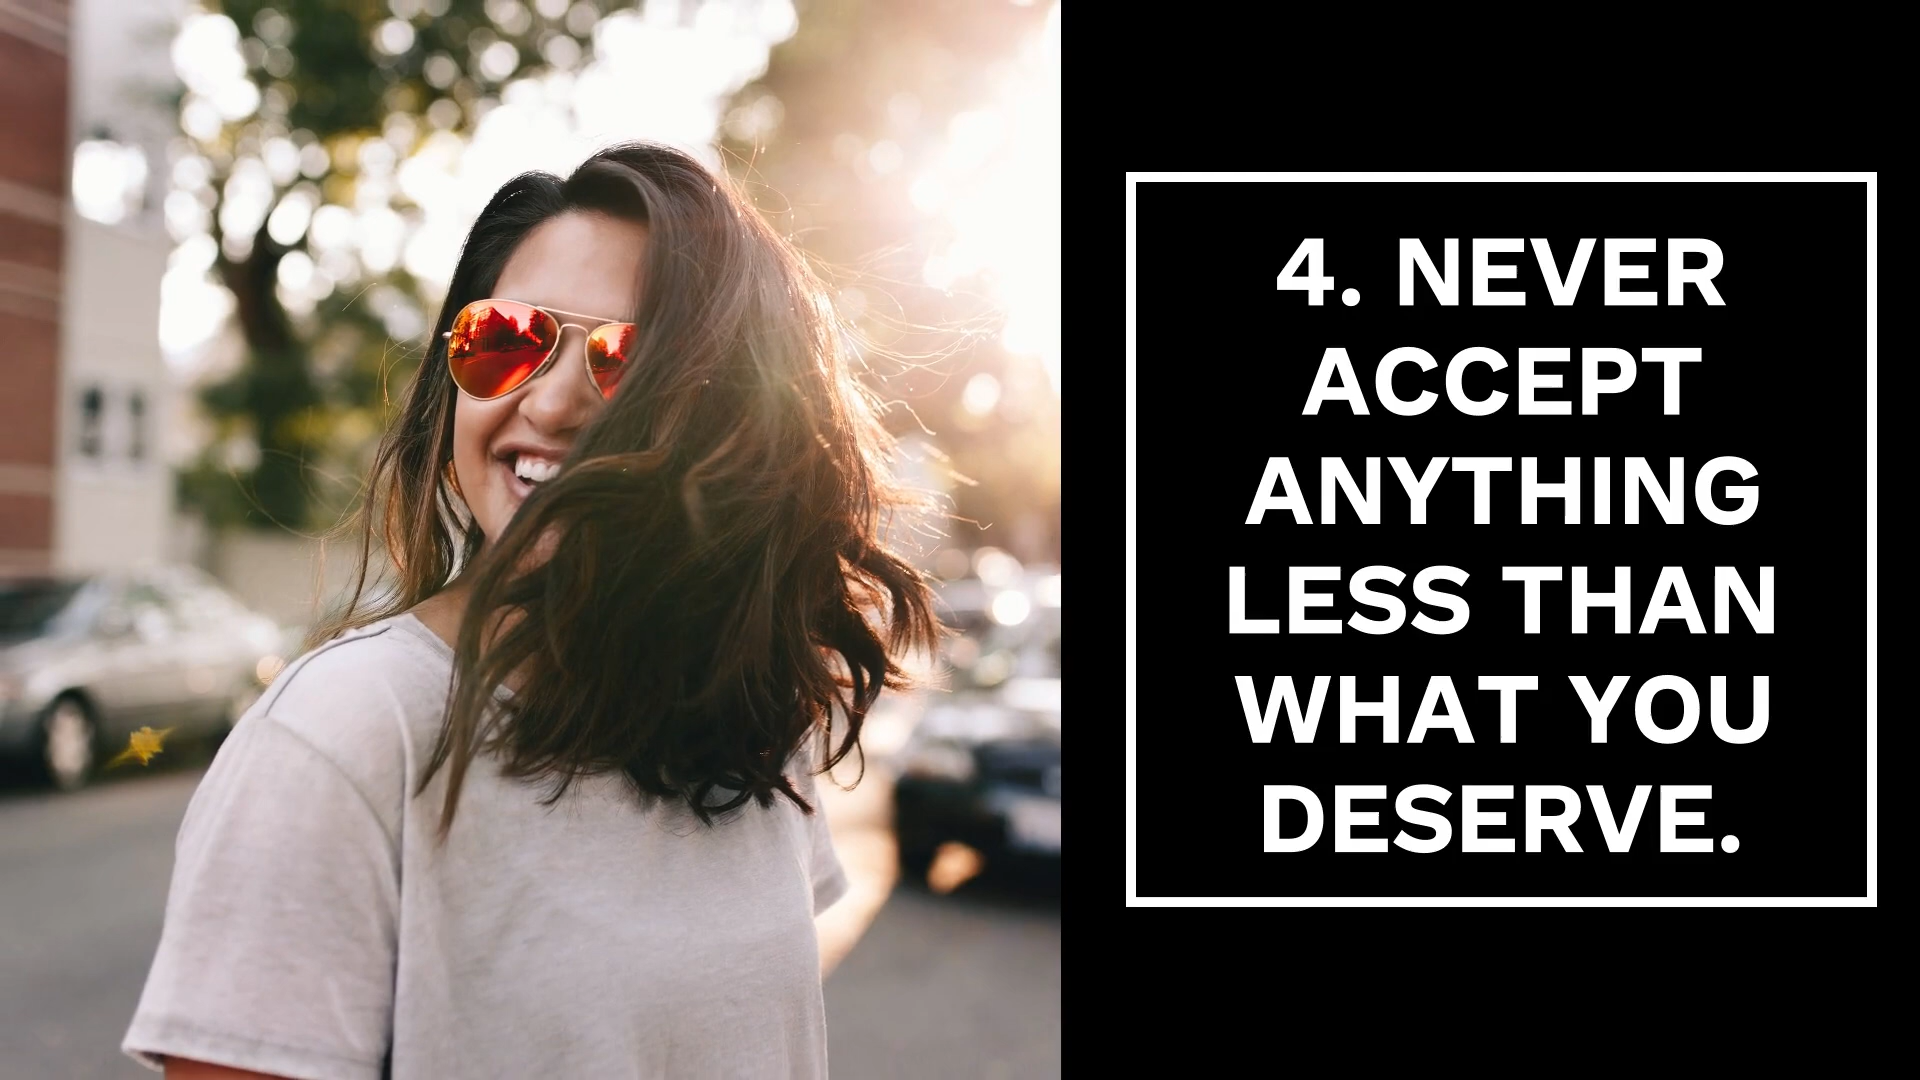 4. NEVER
ACCEPT
ANYTHING
LESS THAN
WHAT YOU
DESERVE.